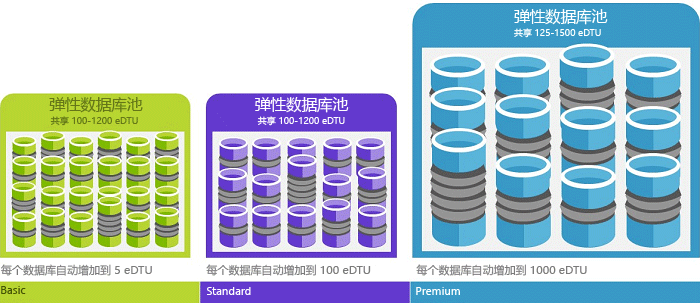 弹性数据库池
共享 100-1200 eDTU
每个数据库自动增加到 5 eDTU
Basic
弹性数据库池
共享 100-1200 eDTU
每个数据库自动增加到 100 eDTU
Standard
弹性数据库池
共享 125-1500 eDTU
每个数据库自动增加到 1000 eDTU
Premium